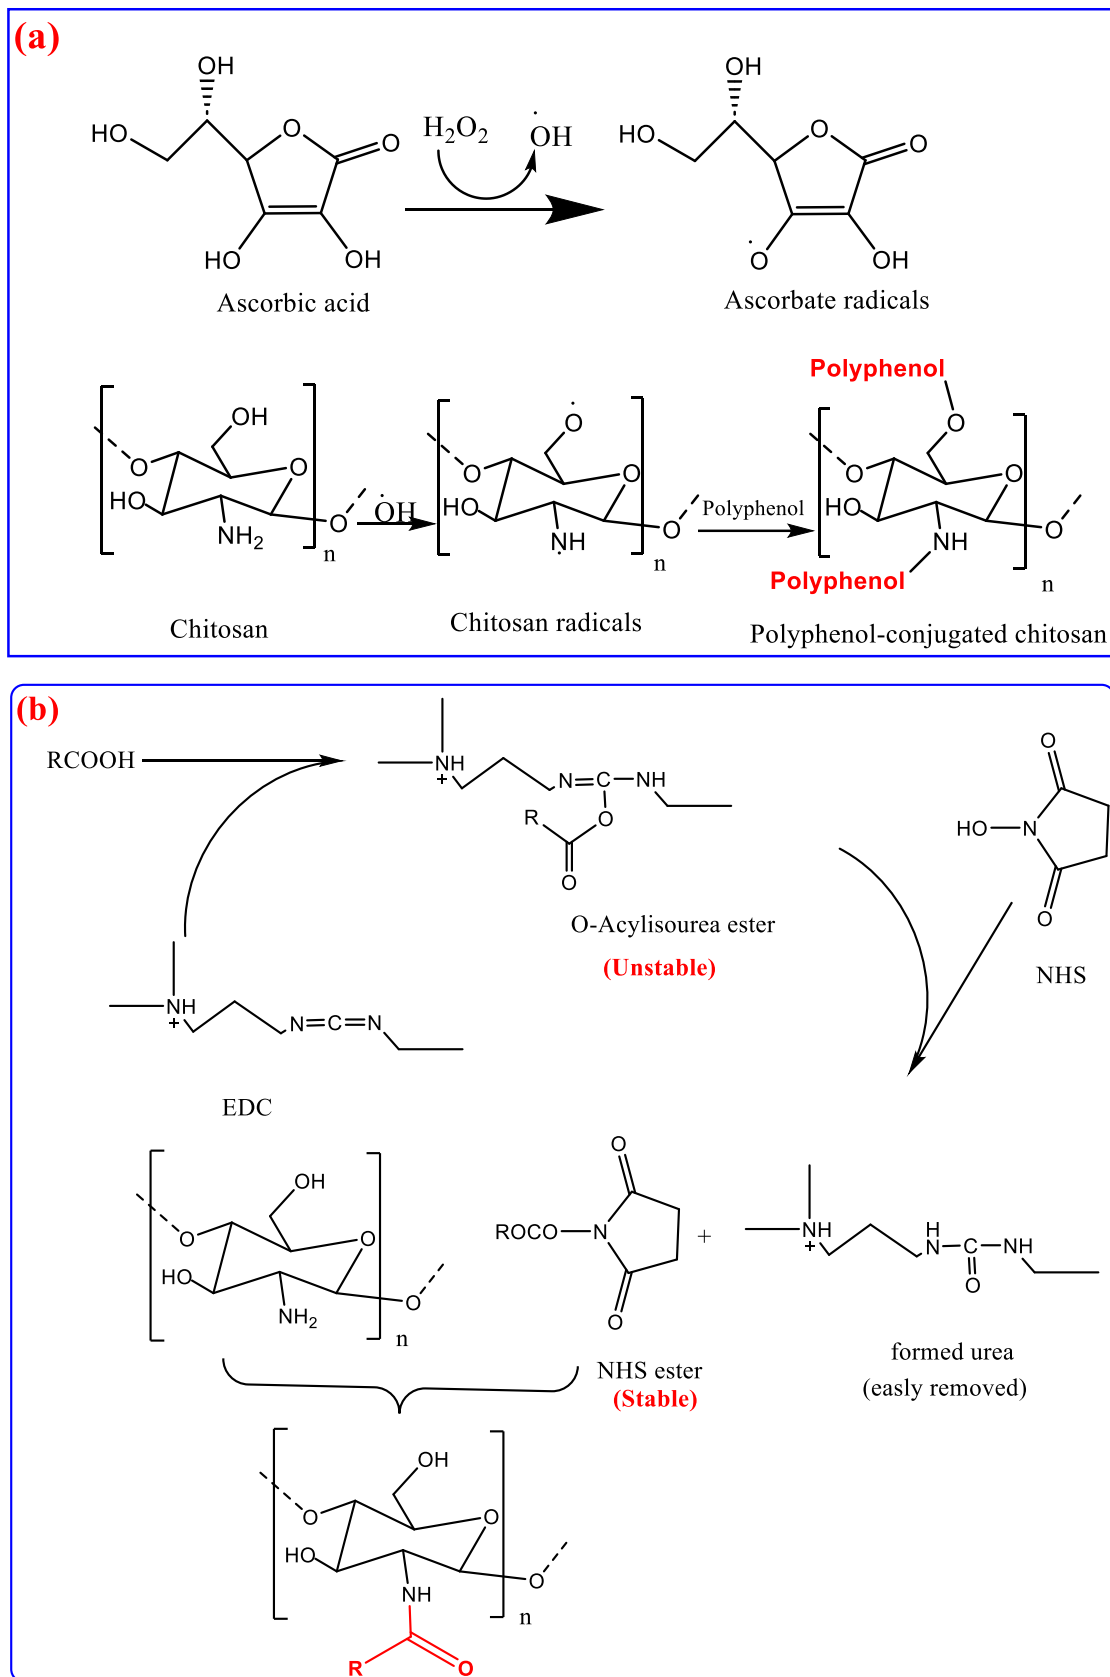 (a)
OH
HO
O
O
HO
OH
Ascorbic acid
H₂O₂
·OH
OH
HO
O
O
·O
OH
Ascorbate radicals
OH
O
O
HO
NH₂
O
n
Chitosan
·OH
·O
O
O
HO
·NH
O
n
Chitosan radicals
Polyphenol
Polyphenol
O
O
O
HO
NH
O
Polyphenol
n
Polyphenol-conjugated chitosan
(b)
RCOOH
NH
+
N=C-NH
R
O
O
O-Acylisourea ester
(Unstable)
O
HO-N
O
NHS
NH
+
N=C=N
EDC
OH
O
O
HO
NH₂
O
n
O
ROCO-N
O
NHS ester
(Stable)
+
NH
+
H
N-C-NH
O
formed urea
(easly removed)
OH
O
O
HO
NH
O
n
R
O